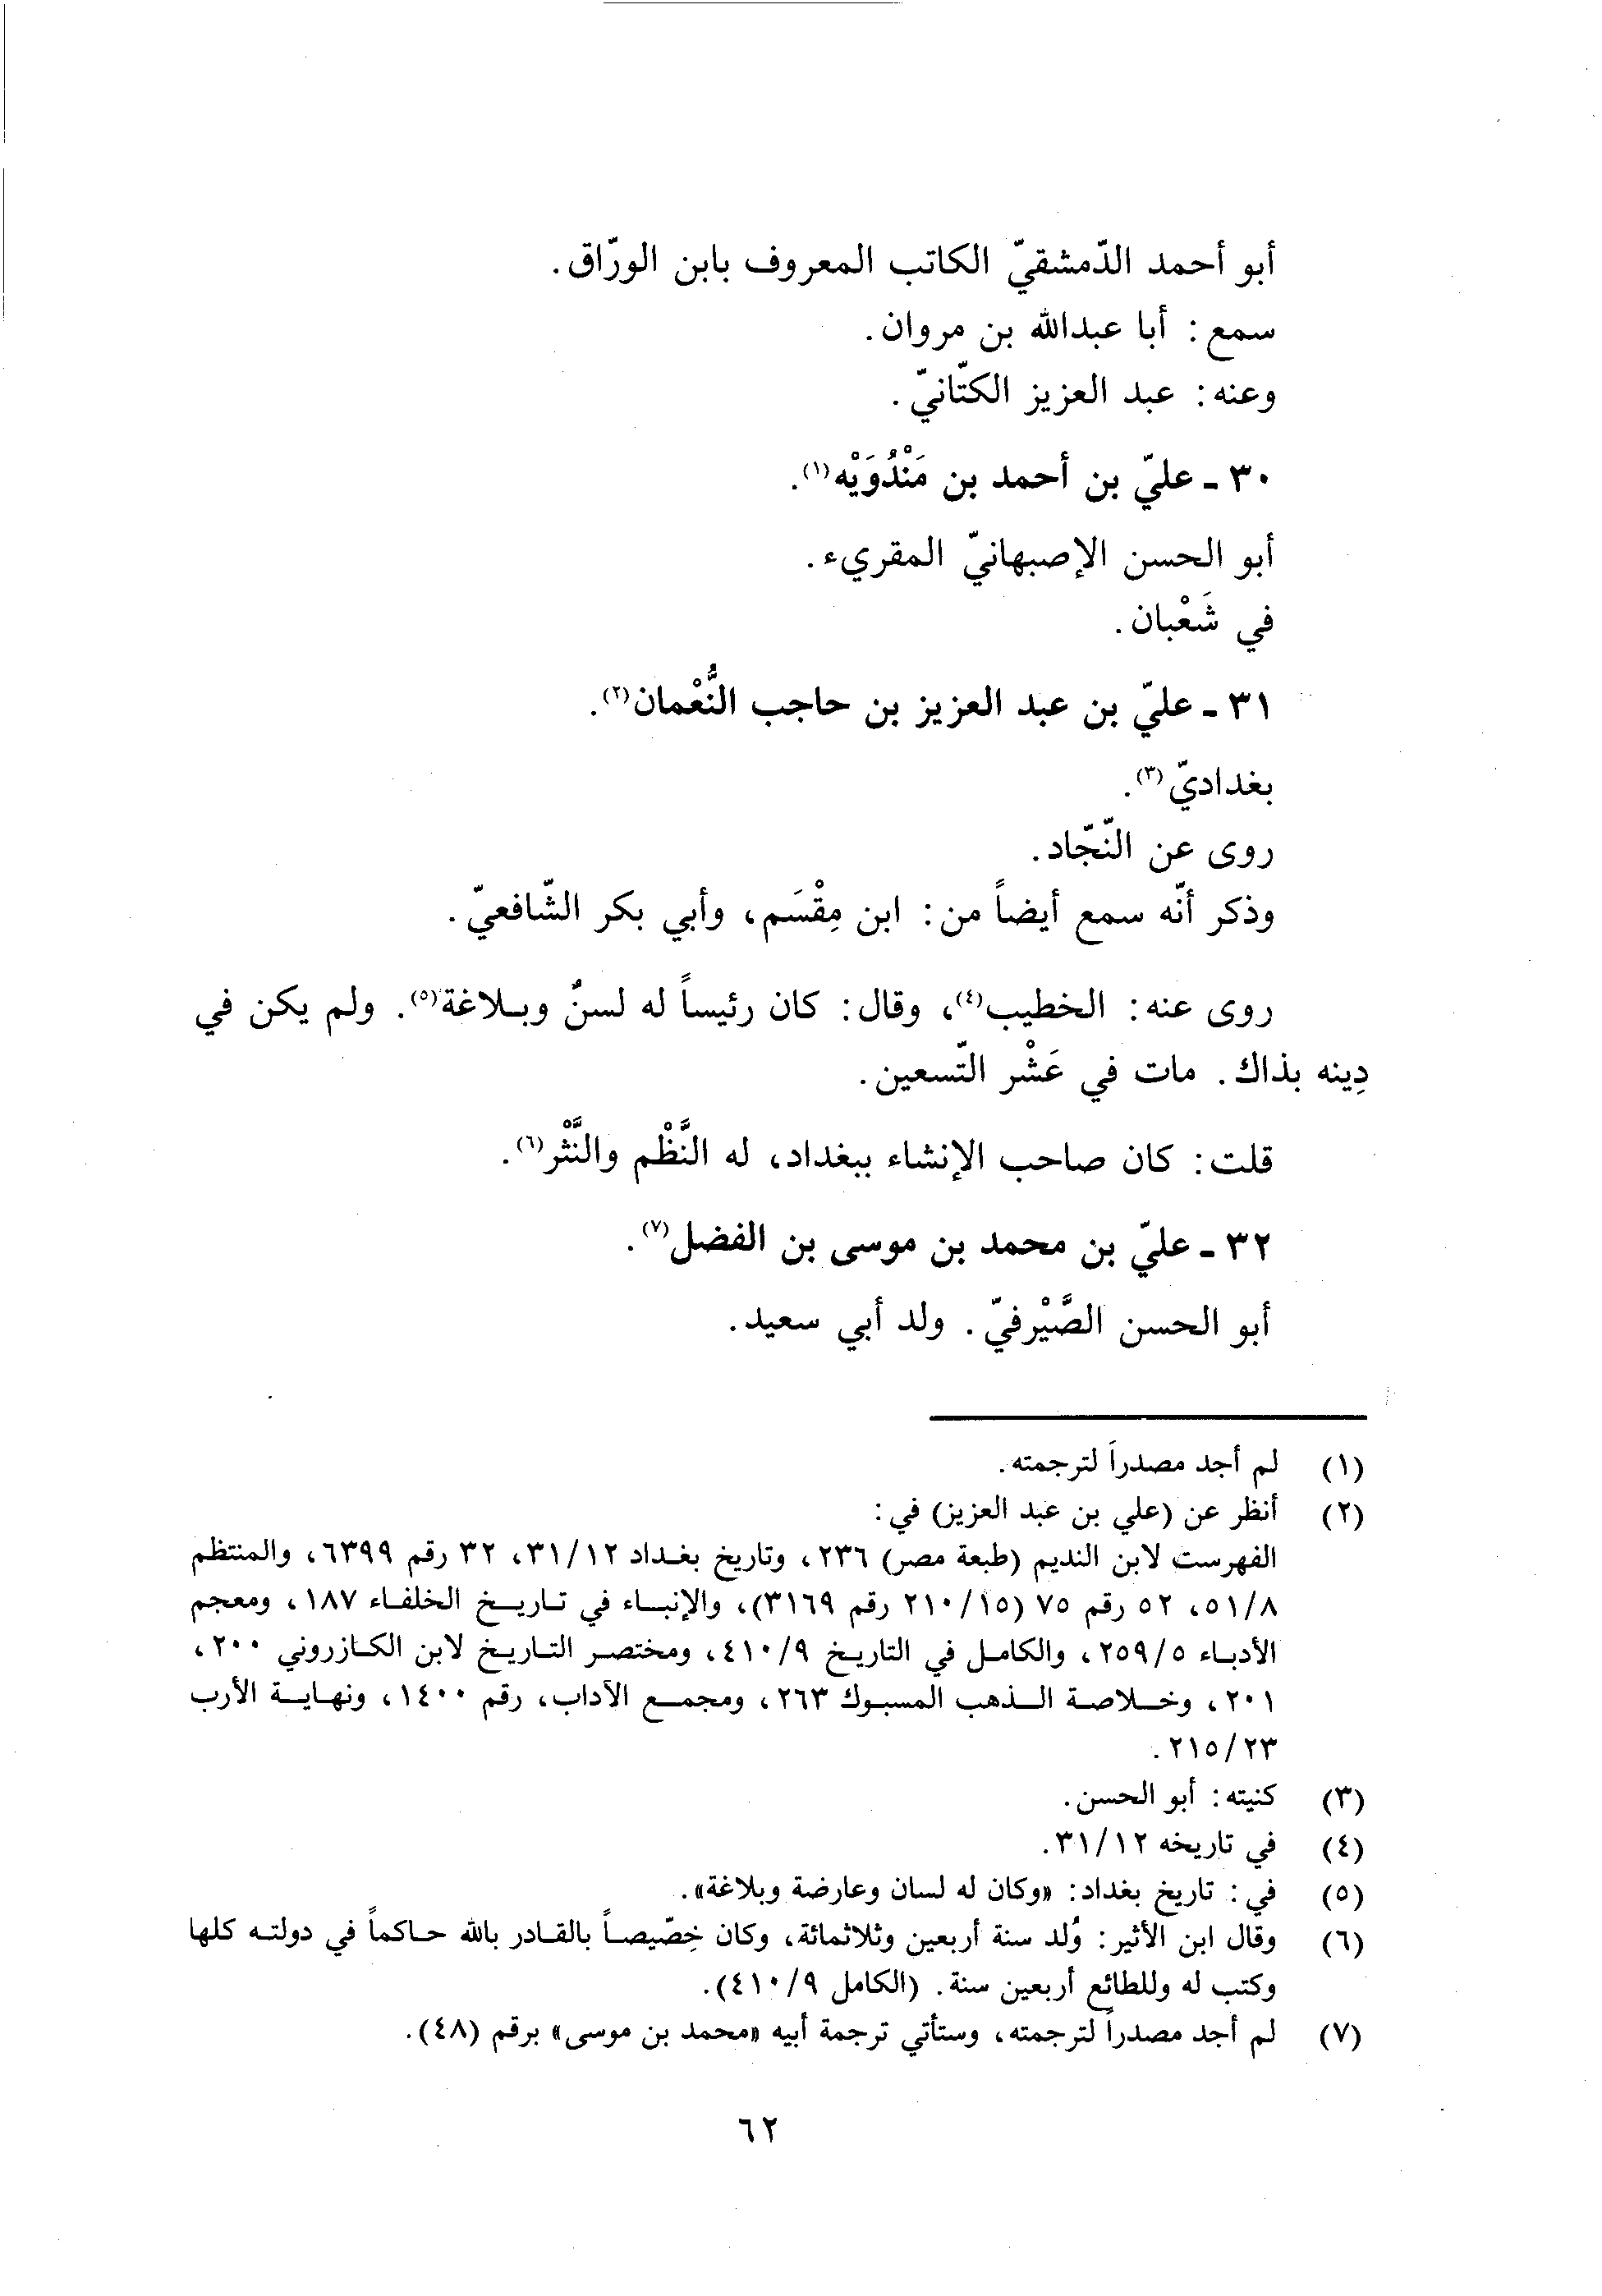 أبو أحمد الدّمشقيّ الكاتب المعروف بابن الورّاق.
سمع: أبا عبدالله بن مروان.
وعنه: عبد العزيز الكتّانيّ.
٣٠ - عليّ بن أحمد بن مَنْدُوَيْه(١).
أبو الحسن الإصبهانيّ المقريء.
في شَعْبان.
٣١ - عليّ بن عبد العزيز بن حاجب النُّعْمان(٢).
بغداديّ(٣).
روى عن النّجّاد.
وذكر أنّه سمع أيضاً من: ابن مِقْسَم، وأبي بكر الشّافعيّ.
روى عنه: الخطيب(٤)، وقال: كان رئيساً له لسنٌ وبلاغة(٥). ولم يكن في
دِينه بذاك. مات في عَشْر التّسعين.
قلت: كان صاحب الإنشاء ببغداد، له النَّظْم والنَّثْر(٦).
٣٢ - عليّ بن محمد بن موسى بن الفضل(٧).
أبو الحسن الصَّيْرفيّ. ولد أبي سعيد.
(١) لم أجد مصدراً لترجمته.
(٢) أنظر عن (علي بن عبد العزيز) في:
الفهرست لابن النديم (طبعة مصر) ٢٣٦، وتاريخ بغداد ٣١/١٢، ٣٢ رقم ٦٣٩٩، والمنتظم
٥١/٨، ٥٢ رقم ٧٥ (٢١٠/١٥ رقم ٣١٦٩)، والإنباء في تاريخ الخلفاء ١٨٧، ومعجم
الأدباء ٢٥٩/٥، والكامل في التاريخ ٤١٠/٩، ومختصر التاريخ لابن الكازروني ٢٠٠،
٢٠١، وخلاصة الذهب المسبوك ٢٦٣، ومجمع الآداب، رقم ١٤٠٠، ونهاية الأرب
٢١٥/٢٣.
(٣) كنيته: أبو الحسن.
(٤) في تاريخه ٣١/١٢.
(٥) في: تاريخ بغداد: «وكان له لسان وعارضة وبلاغة».
(٦) وقال ابن الأثير: وُلد سنة أربعين وثلاثمائة، وكان خِصّيصاً بالقادر بالله حاكماً في دولته كلها
وكتب له وللطائع أربعين سنة. (الكامل ٤١٠/٩).
(٧) لم أجد مصدراً لترجمته، وستأتي ترجمة أبيه «محمد بن موسى» برقم (٤٨).
٦٢